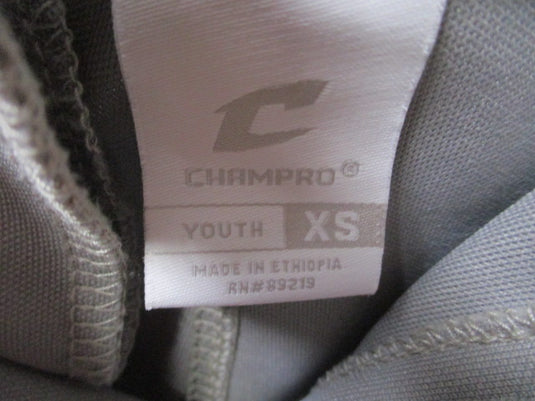 C
CHAMPRO®
YOUTH XS
MADE IN ETHIOPIA
RN#89219